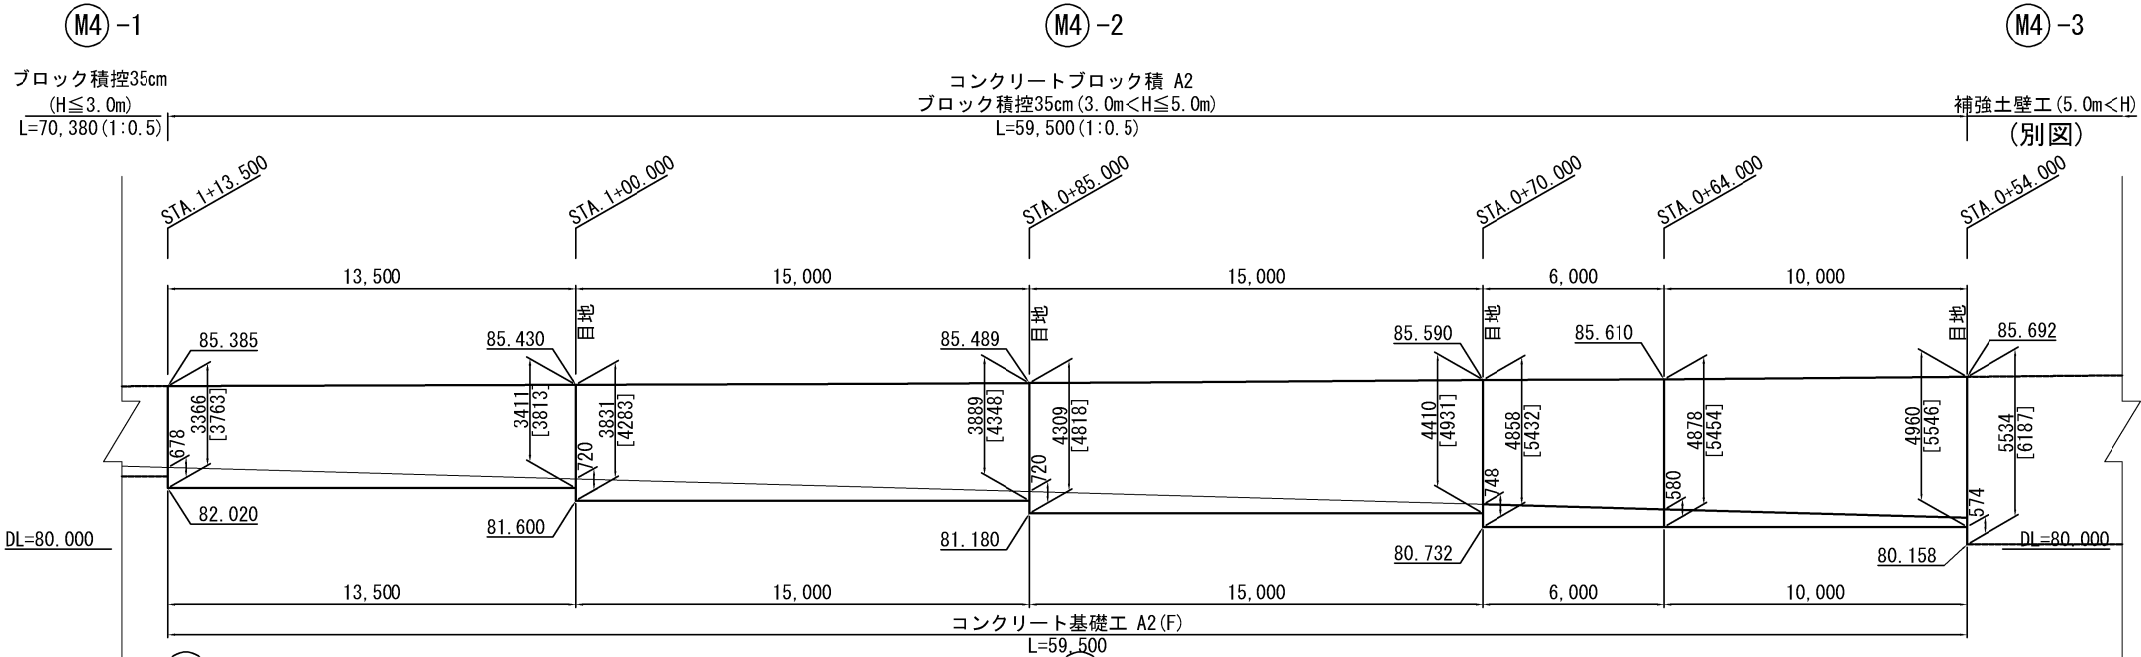 M4 -1
M4 -2
M4 -3
ブロック積控35cm
(H≦3.0m)
L=70,380(1:0.5)
コンクリートブロック積 A2
ブロック積控35cm(3.0m<H≦5.0m)
L=59,500(1:0.5)
補強土壁工(5.0m<H)
(別図)
STA.1+13.500
STA.1+00.000
STA.0+85.000
STA.0+70.000
STA.0+64.000
STA.0+54.000
13,500
15,000
15,000
6,000
10,000
目地
目地
目地
目地
85.385
85.430
85.489
85.590
85.610
85.692
678
3366
[3763]
3411
[3813]
720
3831
[4283]
3889
[4348]
720
4309
[4818]
4410
[4931]
748
4858
[5432]
580
4878
[5454]
4960
[5546]
574
5534
[6187]
82.020
81.600
81.180
80.732
80.158
DL=80.000
DL=80.000
13,500
15,000
15,000
6,000
10,000
コンクリート基礎工 A2(F)
L=59,500